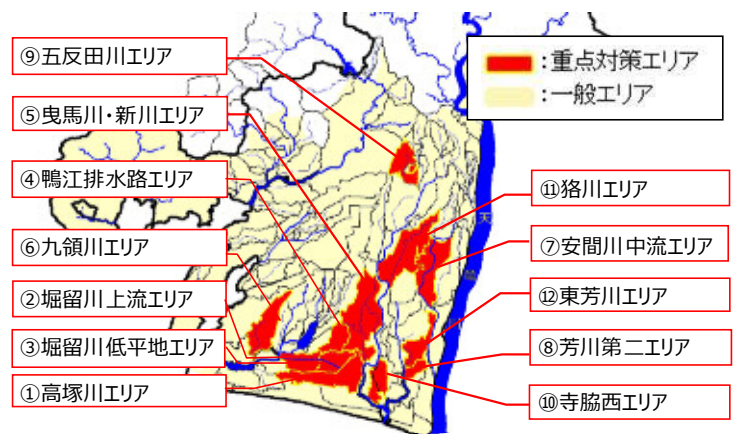 ⑨五反田川エリア
⑤曳馬川・新川エリア
④鴨江排水路エリア
⑥九領川エリア
②堀留川上流エリア
③堀留川低平地エリア
①高塚川エリア
:重点対策エリア
:一般エリア
⑪狢川エリア
⑦安間川中流エリア
⑫東芳川エリア
⑧芳川第二エリア
⑩寺脇西エリア
天